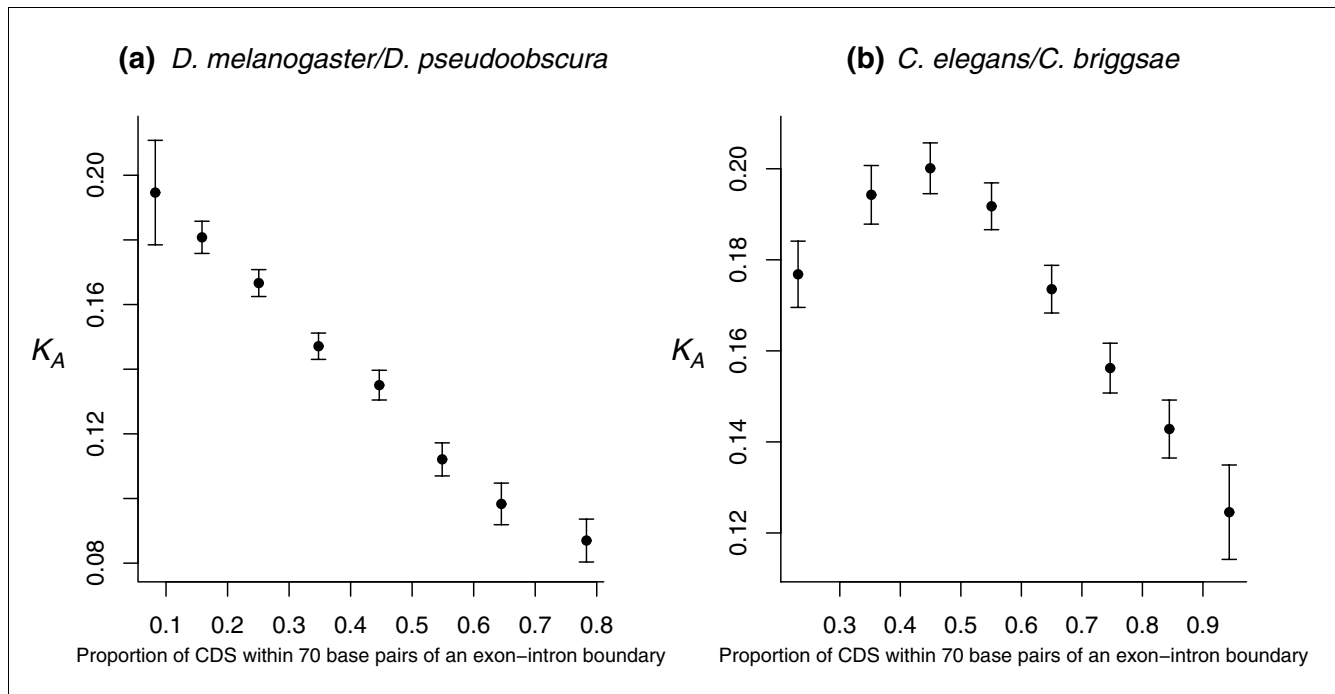 (a) D. melanogaster/D. pseudoobscura
K_A
0.20
0.16
0.12
0.08
0.1 0.2 0.3 0.4 0.5 0.6 0.7 0.8
Proportion of CDS within 70 base pairs of an exon−intron boundary
(b) C. elegans/C. briggsae
K_A
0.20
0.18
0.16
0.14
0.12
0.3 0.4 0.5 0.6 0.7 0.8 0.9
Proportion of CDS within 70 base pairs of an exon−intron boundary